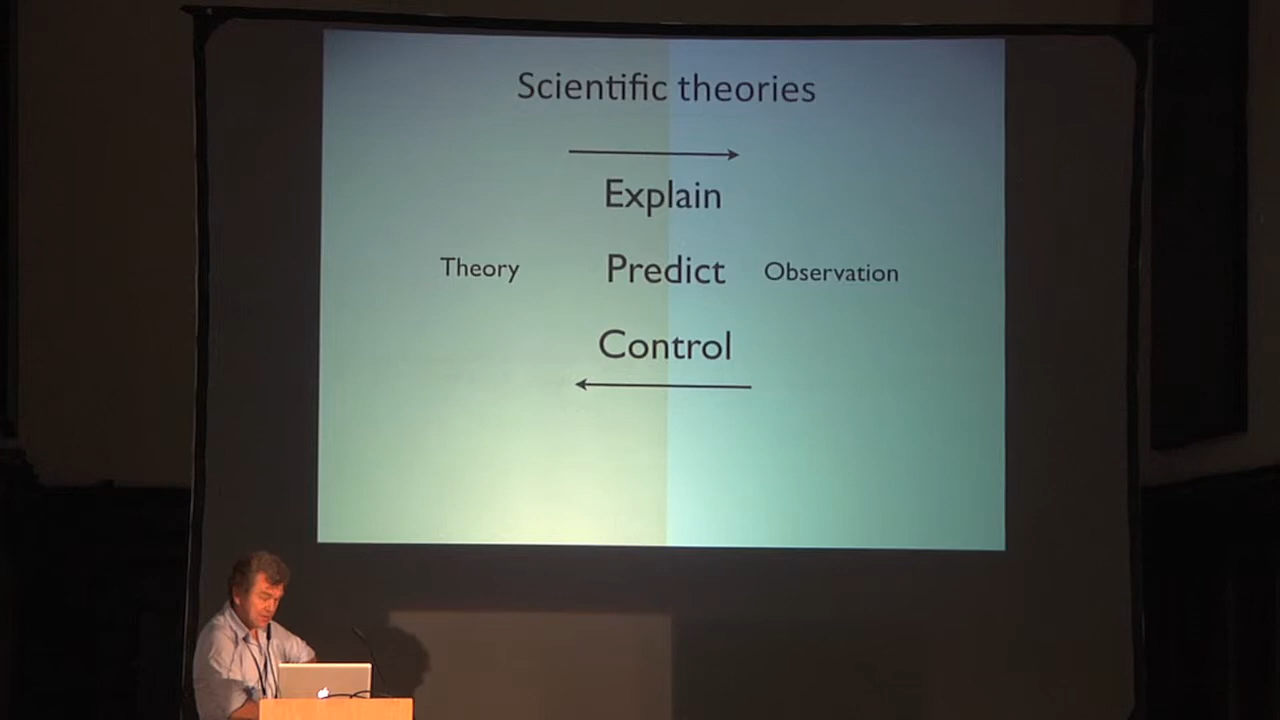 Scientific theories
Explain
Theory
Predict
Observation
Control